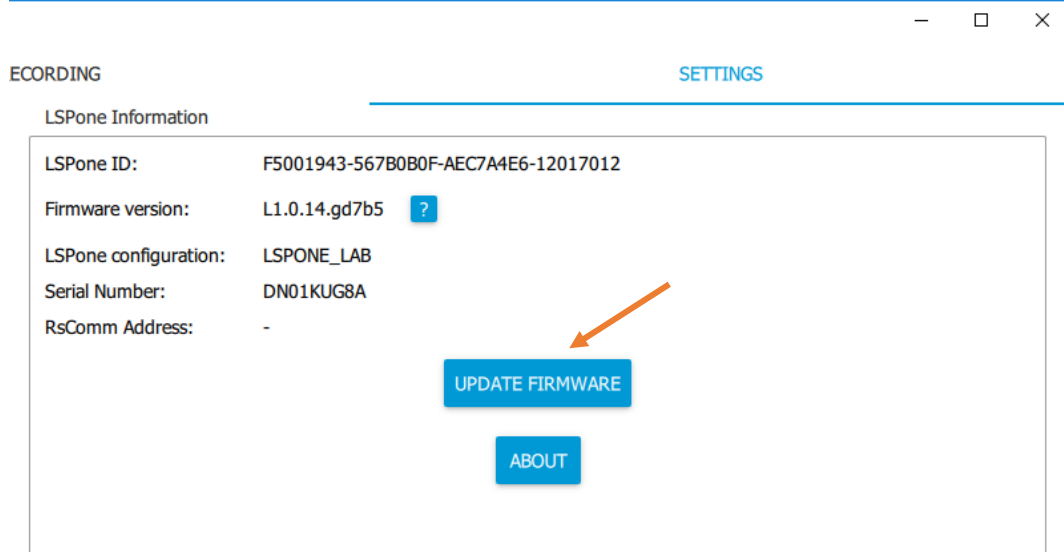 ECORDING SETTINGS
LSPone Information
LSPone ID: F5001943-567B0B0F-AEC7A4E6-12017012
Firmware version: L1.0.14.gd7b5 ?
LSPone configuration: LSPONE_LAB
Serial Number: DN01KUG8A
RsComm Address: -
UPDATE FIRMWARE
ABOUT